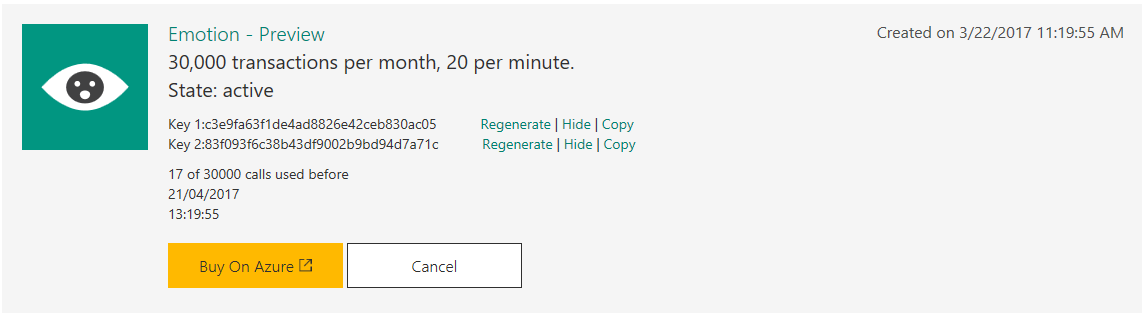 Emotion - Preview
Created on 3/22/2017 11:19:55 AM
30,000 transactions per month, 20 per minute.
State: active
Key 1:c3e9fa63f1de4ad8826e42ceb830ac05 Regenerate | Hide | Copy
Key 2:83f093f6c38b43df9002b9bd94d7a71c Regenerate | Hide | Copy
17 of 30000 calls used before
21/04/2017
13:19:55
Buy On Azure Cancel